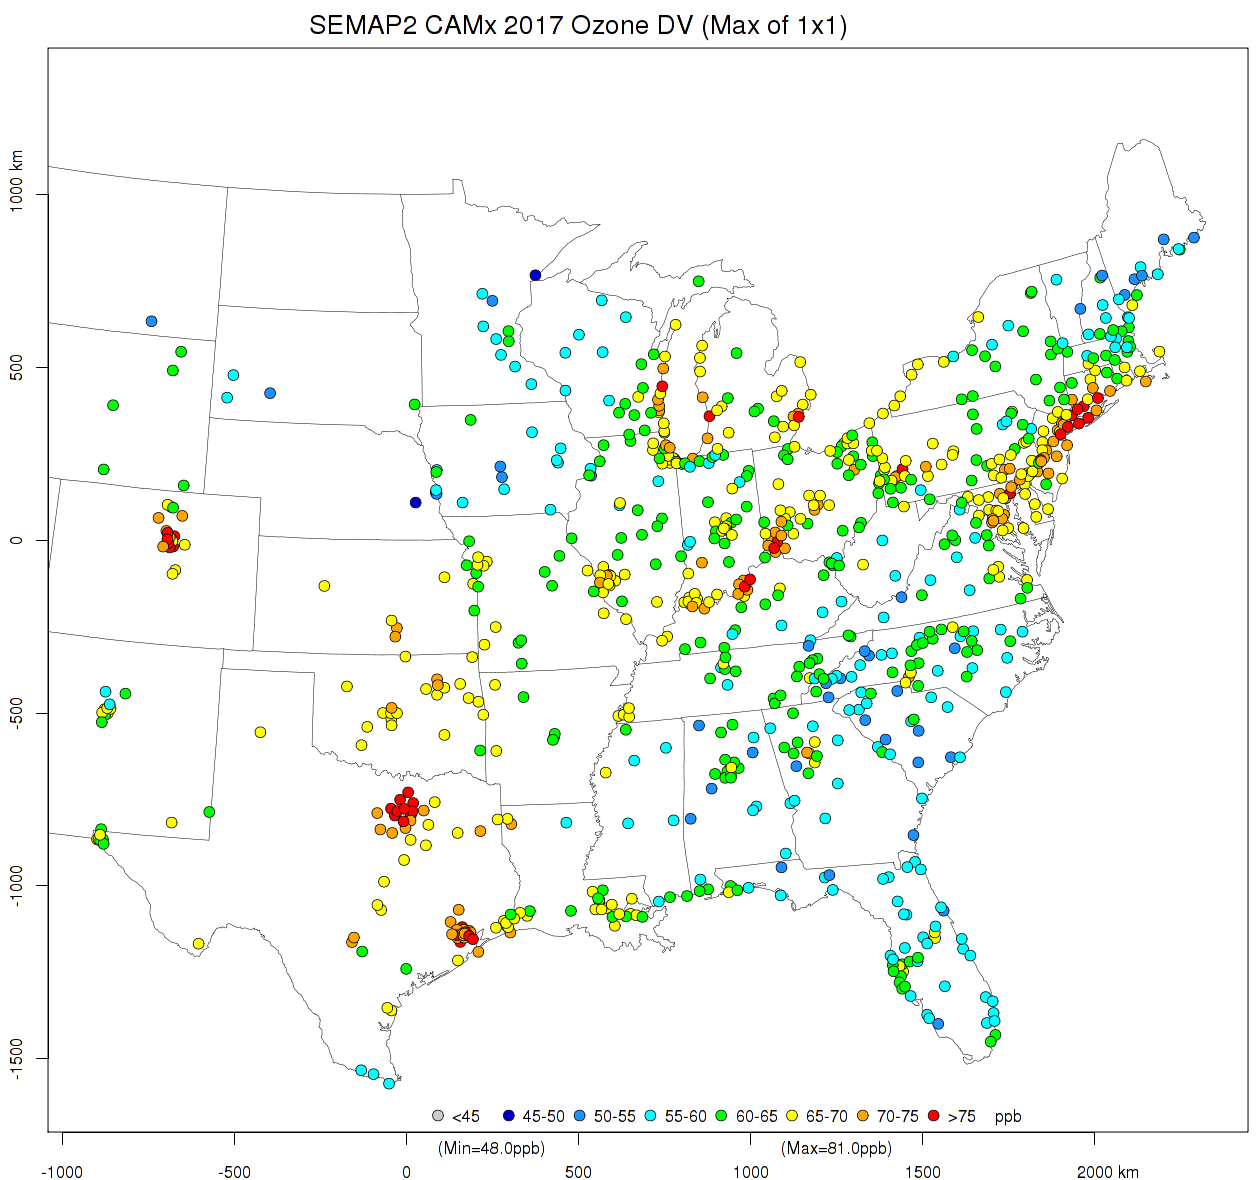 SEMAP2 CAMx 2017 Ozone DV (Max of 1x1)
1000 km
500
0
-500
-1000
-1500
<45 45-50 50-55 55-60 60-65 65-70 70-75 >75 ppb
(Min=48.0ppb) (Max=81.0ppb)
-1000 -500 0 500 1000 1500 2000 km